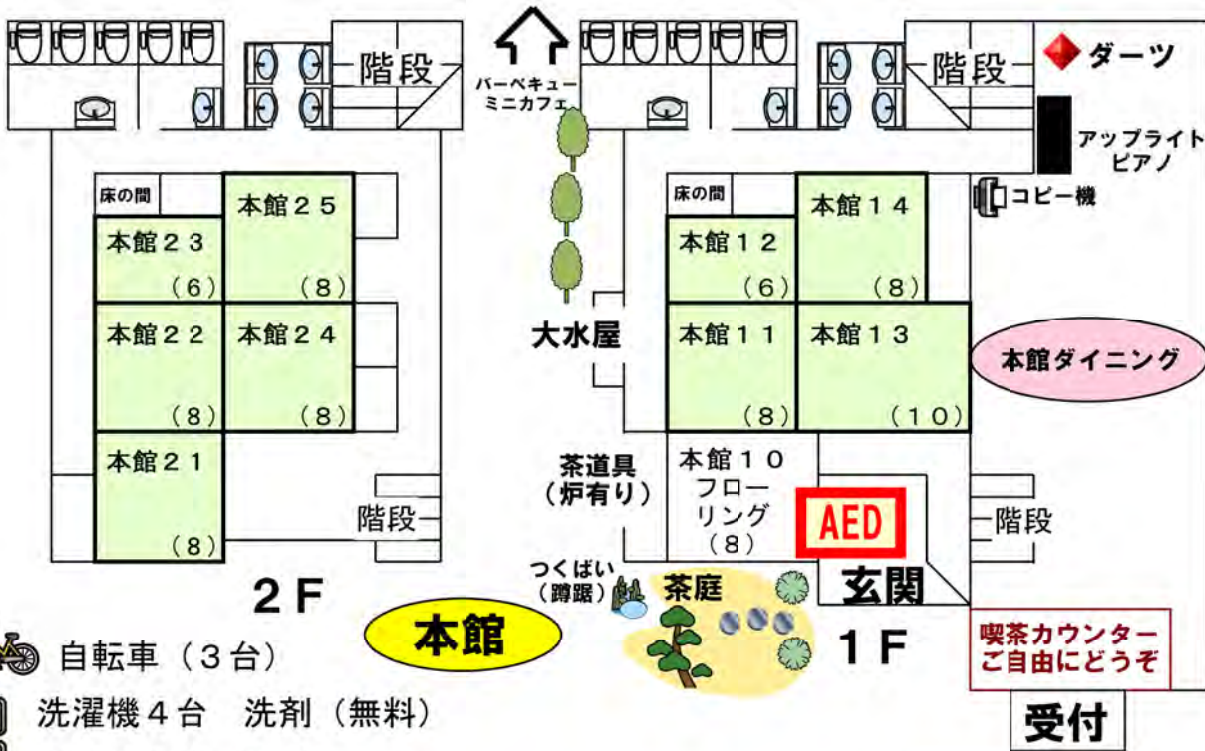 階段
床の間
本館25
(8)
本館23
(6)
本館22
(8)
本館24
(8)
本館21
(8)
階段
2F
バーベキュー
ミニカフェ
大水屋
茶道具
(炉有り)
つくばい
(蹲踞)
茶庭
本館
階段
ダーツ
アップライト
ピアノ
コピー機
床の間
本館14
(8)
本館12
(6)
本館11
(8)
本館13
(10)
本館ダイニング
本館10
フロー
リング
(8)
AED
階段
玄関
1F
喫茶カウンター
ご自由にどうぞ
受付
自転車(3台)
洗濯機4台 洗剤(無料)